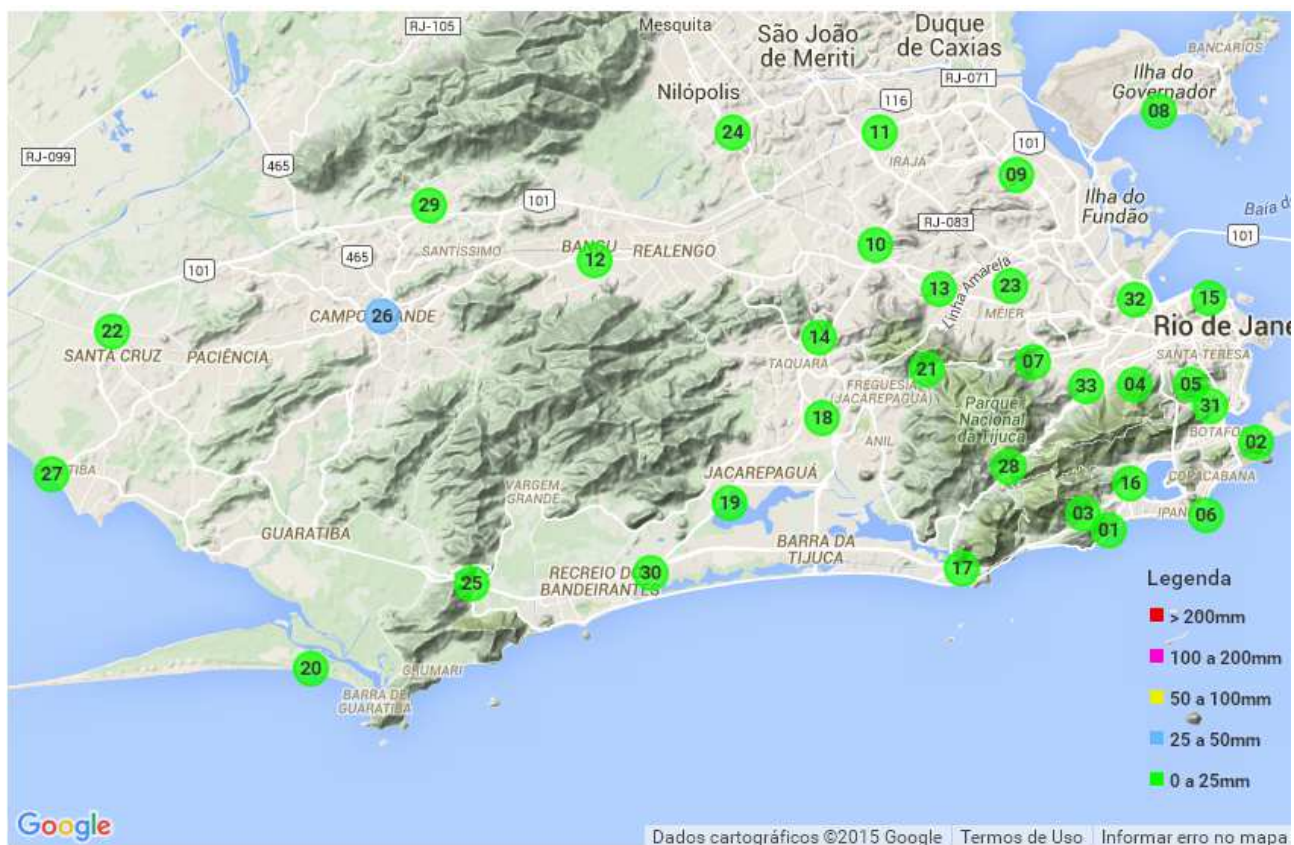 RJ-105
Mesquita
São João
de Meriti
Duque
de Caxias
BANCÁRIOS
RJ-071
Ilha do
Governador
08
Nilópolis
116
24
11
IRAJÁ
101
RJ-099
465
09
29
101
Ilha do
Fundão
RJ-083
101
SANTÍSSIMO
BANGU
REALENGO
10
465
12
101
Linha Amarela
13
23
32
15
MÉIER
26
22
SANTA CRUZ
PACIÊNCIA
14
TAQUARA
Rio de Jane
SANTA TERESA
07
21
FREGUESIA
(JACAREPAGUÁ)
33
04
05
31
Parque
Nacional
da Tijuca
18
ANIL
02
27
28
COPACABANA
JACAREPAGUÁ
VARGEM
GRANDE
16
19
03
06
01
GUARATIBA
BARRA DA
TIJUCA
17
25
RECREIO DOS
BANDEIRANTES
30
Legenda
> 200mm
100 a 200mm
50 a 100mm
25 a 50mm
0 a 25mm
20
GRUMARI
BARRA DE
GUARATIBA
Google
Dados cartográficos ©2015 Google
Termos de Uso
Informar erro no mapa